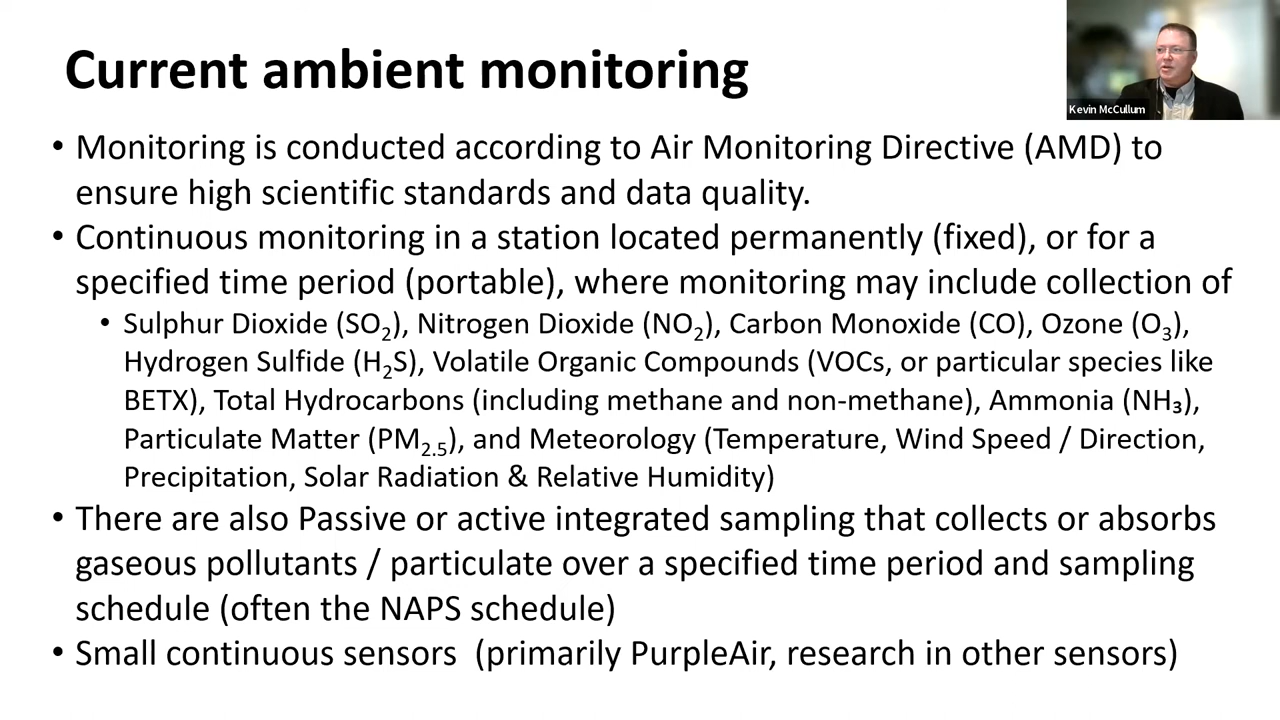 Current ambient monitoring
Kevin McCullum
• Monitoring is conducted according to Air Monitoring Directive (AMD) to
ensure high scientific standards and data quality.
• Continuous monitoring in a station located permanently (fixed), or for a
specified time period (portable), where monitoring may include collection of
• Sulphur Dioxide (SO₂), Nitrogen Dioxide (NO₂), Carbon Monoxide (CO), Ozone (O₃),
Hydrogen Sulfide (H₂S), Volatile Organic Compounds (VOCs, or particular species like
BETX), Total Hydrocarbons (including methane and non-methane), Ammonia (NH₃),
Particulate Matter (PM₂.₅), and Meteorology (Temperature, Wind Speed / Direction,
Precipitation, Solar Radiation & Relative Humidity)
• There are also Passive or active integrated sampling that collects or absorbs
gaseous pollutants / particulate over a specified time period and sampling
schedule (often the NAPS schedule)
• Small continuous sensors  (primarily PurpleAir, research in other sensors)